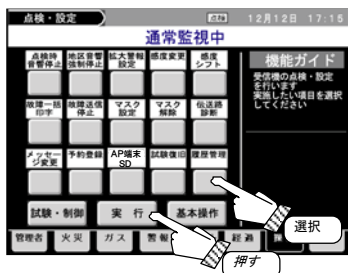 点検・設定
点検
12月12日 17:15
通常監視中
点検時
音響停止
地区音響
強制停止
拡大警報
設定
感度変更
感度
シフト
機能ガイド
受信機の点検・設定
を行います
実施したい項目を選択
してください
故障一括
印字
故障送信
停止
マスク
設定
マスク
解除
伝送路
診断
メッセー
ジ変更
予約登録
AP端末
SD
試験復旧
履歴管理
試験・制御
実 行
基本操作
選択
管理者
火災
ガス
警報
経過
押す